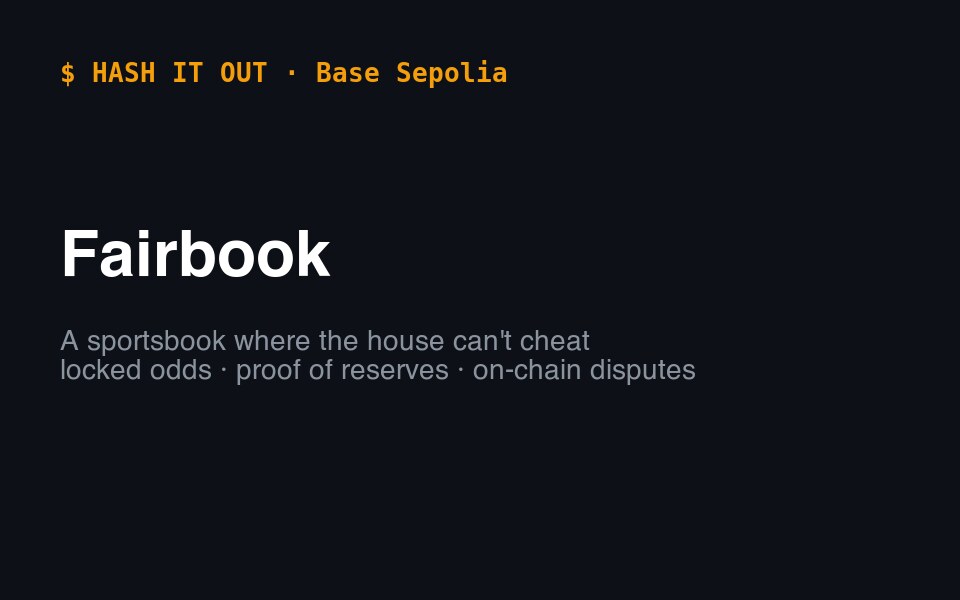 $ HASH IT OUT · Base Sepolia
Fairbook
A sportsbook where the house can't cheat
locked odds · proof of reserves · on-chain disputes